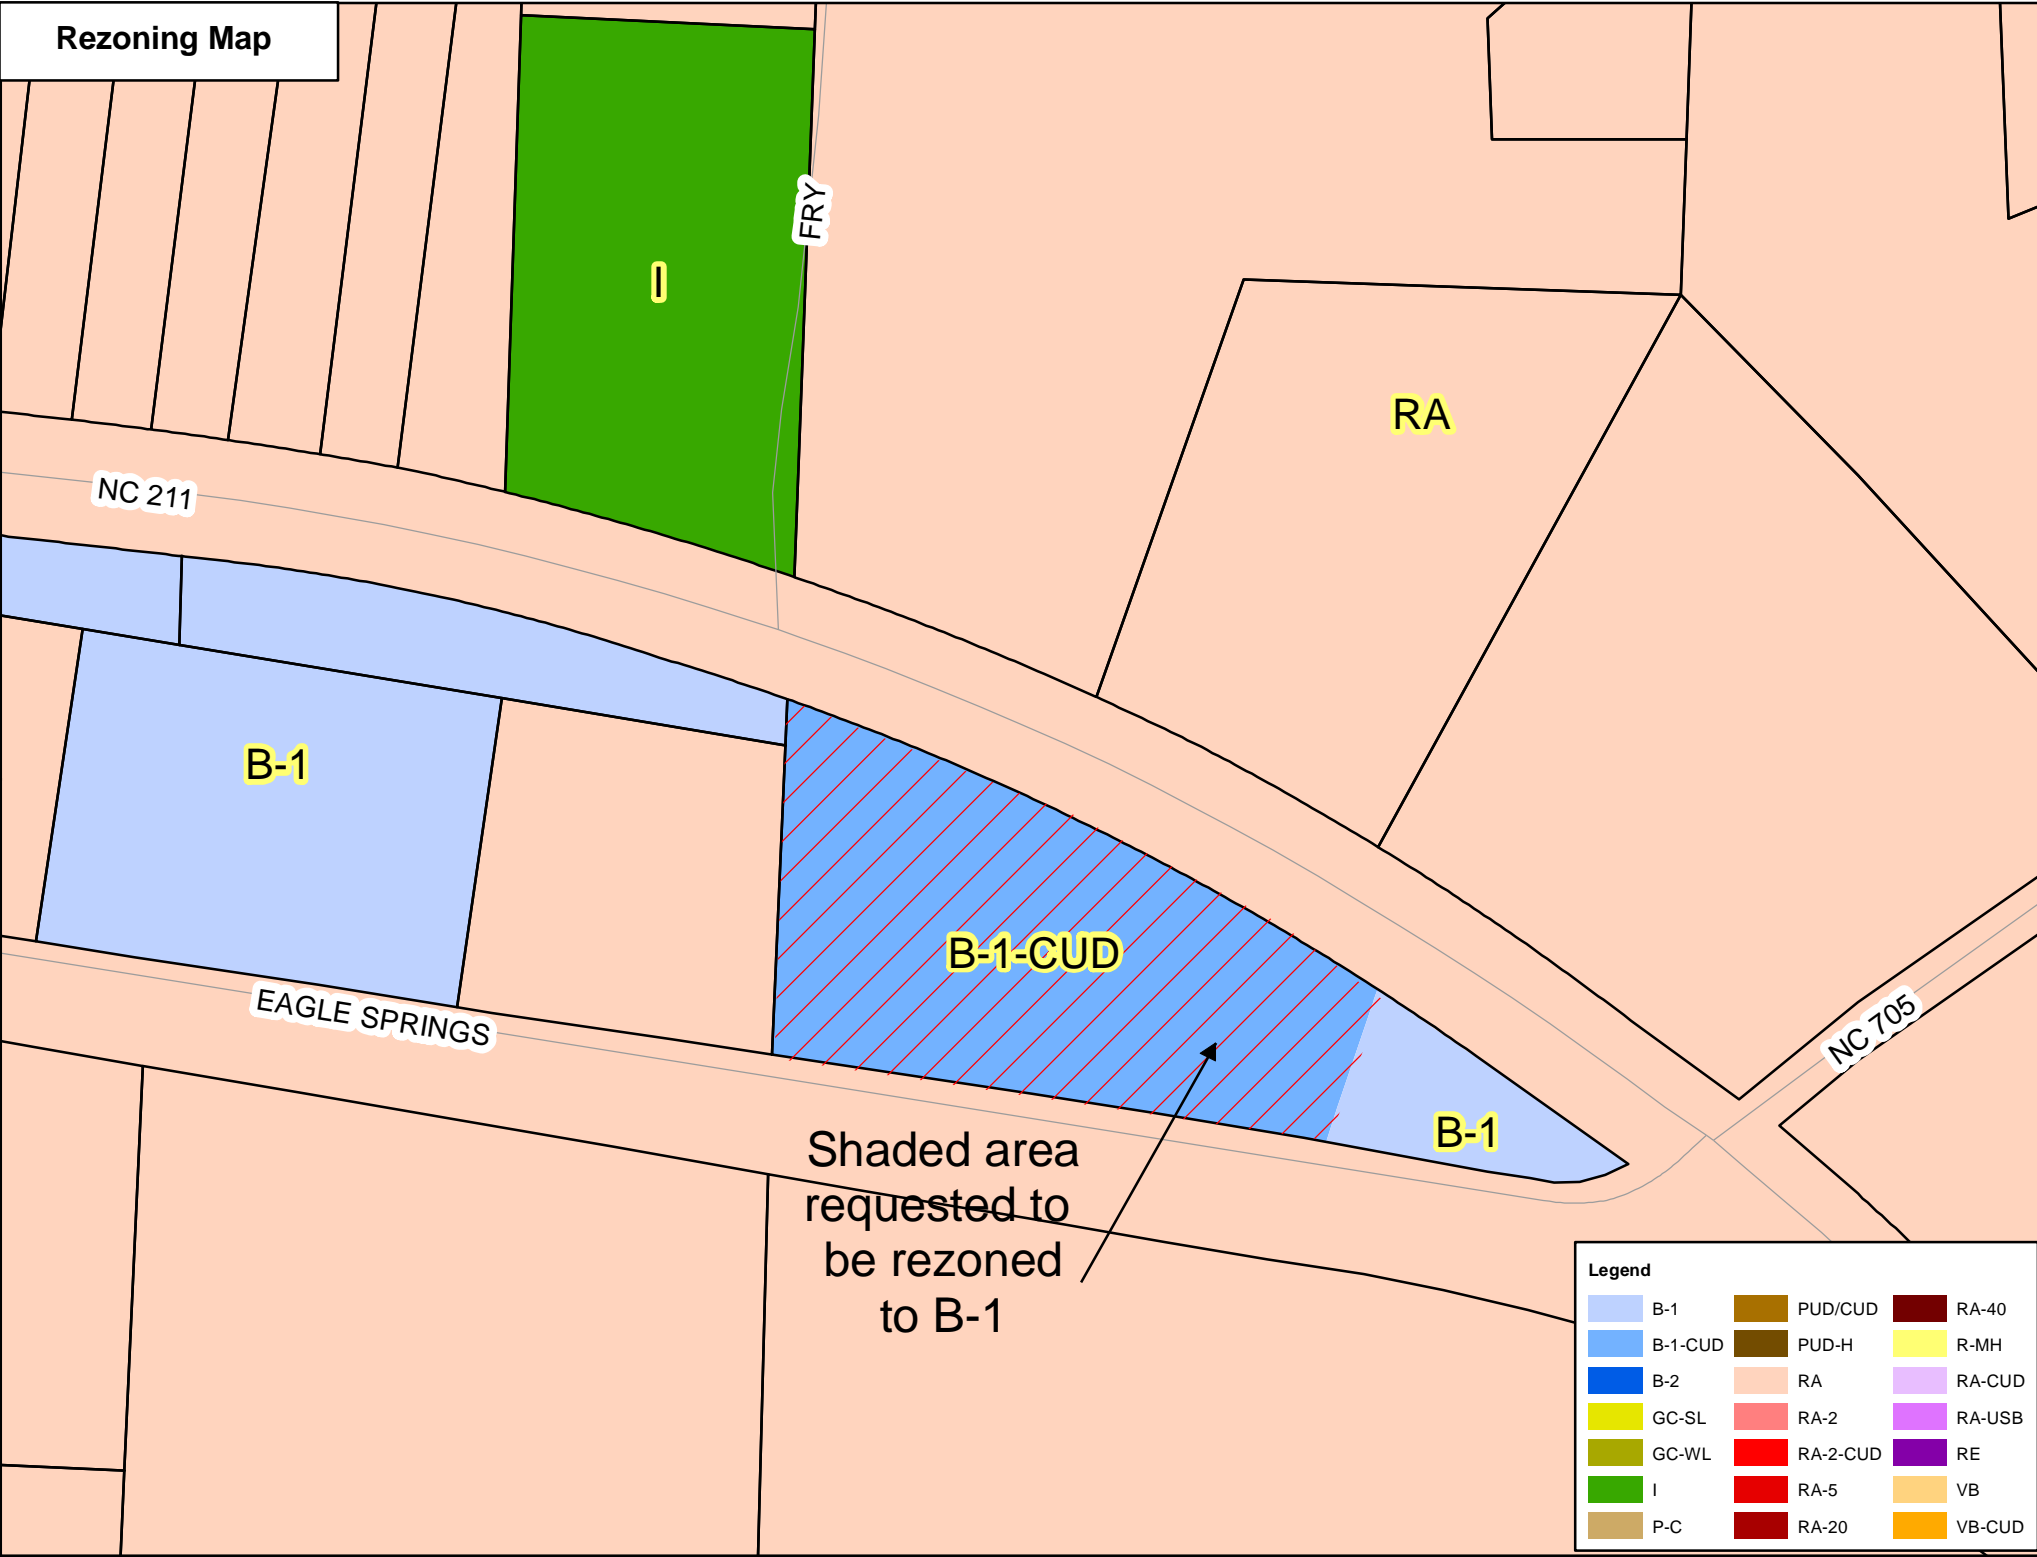 Rezoning Map
FRY
I
RA
NC 211
B-1
B-1-CUD
EAGLE SPRINGS
NC 705
B-1
Shaded area
requested to
be rezoned
to B-1
Legend
B-1
B-1-CUD
B-2
GC-SL
GC-WL
I
P-C
PUD/CUD
PUD-H
RA
RA-2
RA-2-CUD
RA-5
RA-20
RA-40
R-MH
RA-CUD
RA-USB
RE
VB
VB-CUD